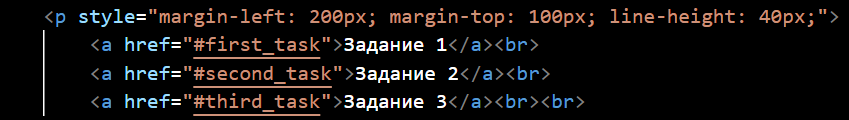 <p style="margin-left: 200px; margin-top: 100px; line-height: 40px;">
<a href="#first_task">Задание 1</a><br>
<a href="#second_task">Задание 2</a><br>
<a href="#third_task">Задание 3</a><br><br>